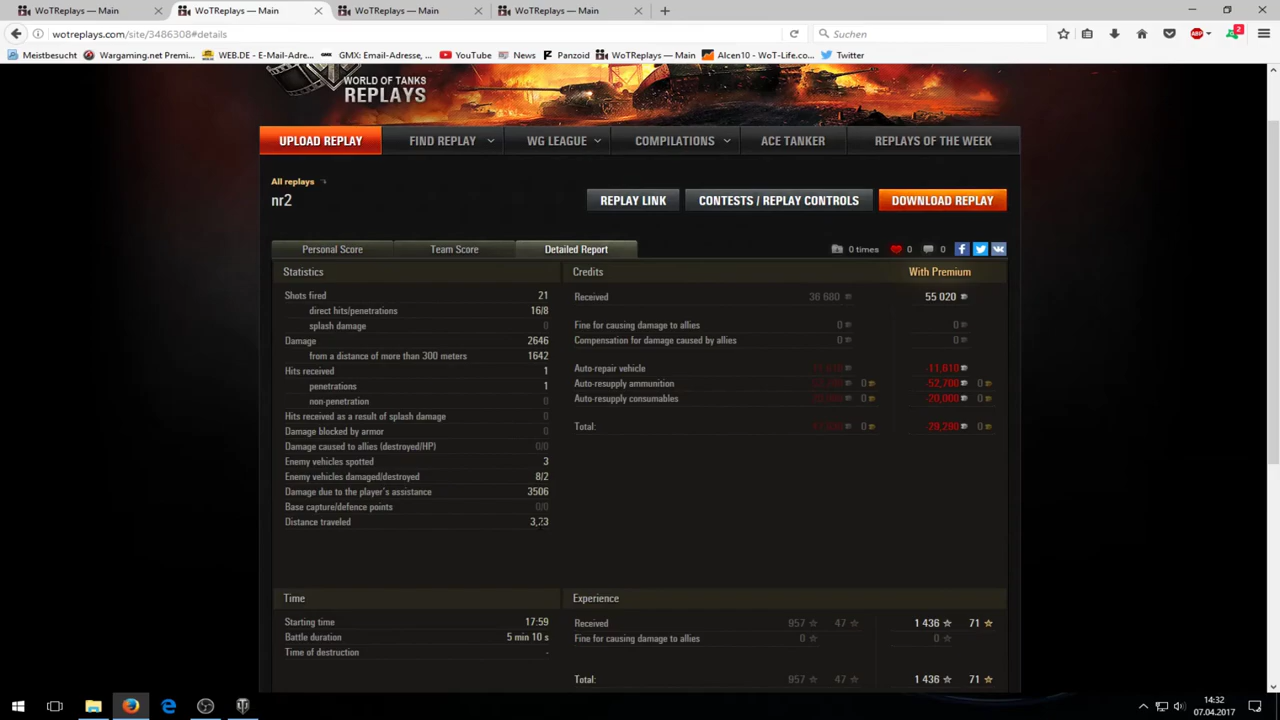 WoTReplays — Main
WoTReplays — Main
WoTReplays — Main
WoTReplays — Main
wotreplays.com/site/3486308#details
Suchen
2
Meistbesucht
Wargaming.net Premi...
WEB.DE - E-Mail-Adre...
GMX: Email-Adresse, ...
YouTube
News
Panzoid
WoTReplays — Main
Alcen10 — WoT-Life.co...
Twitter
WORLD OF TANKS
REPLAYS
UPLOAD REPLAY
FIND REPLAY
WG LEAGUE
COMPILATIONS
ACE TANKER
REPLAYS OF THE WEEK
All replays
nr2
REPLAY LINK
CONTESTS / REPLAY CONTROLS
DOWNLOAD REPLAY
Personal Score
Team Score
Detailed Report
0 times
0
0
Statistics
Shots fired 21
direct hits/penetrations 16/8
splash damage 0
Damage 2646
from a distance of more than 300 meters 1642
Hits received 1
penetrations 1
non-penetration 0
Hits received as a result of splash damage 0
Damage blocked by armor 0
Damage caused to allies (destroyed/HP) 0/0
Enemy vehicles spotted 3
Enemy vehicles damaged/destroyed 8/2
Damage due to the player's assistance 3506
Base capture/defence points 0/0
Distance traveled 3,23
Credits With Premium
Received 36 680 55 020
Fine for causing damage to allies 0 0
Compensation for damage caused by allies 0 0
Auto-repair vehicle -11,610
Auto-resupply ammunition 0 -52,700 0
Auto-resupply consumables 0 -20,000 0
Total: 0 -29,290 0
Time
Starting time 17:59
Battle duration 5 min 10 s
Time of destruction -
Experience
Received 957 47 1 436 71
Fine for causing damage to allies 0 0
Total: 957 47 1 436 71
14:32
07.04.2017